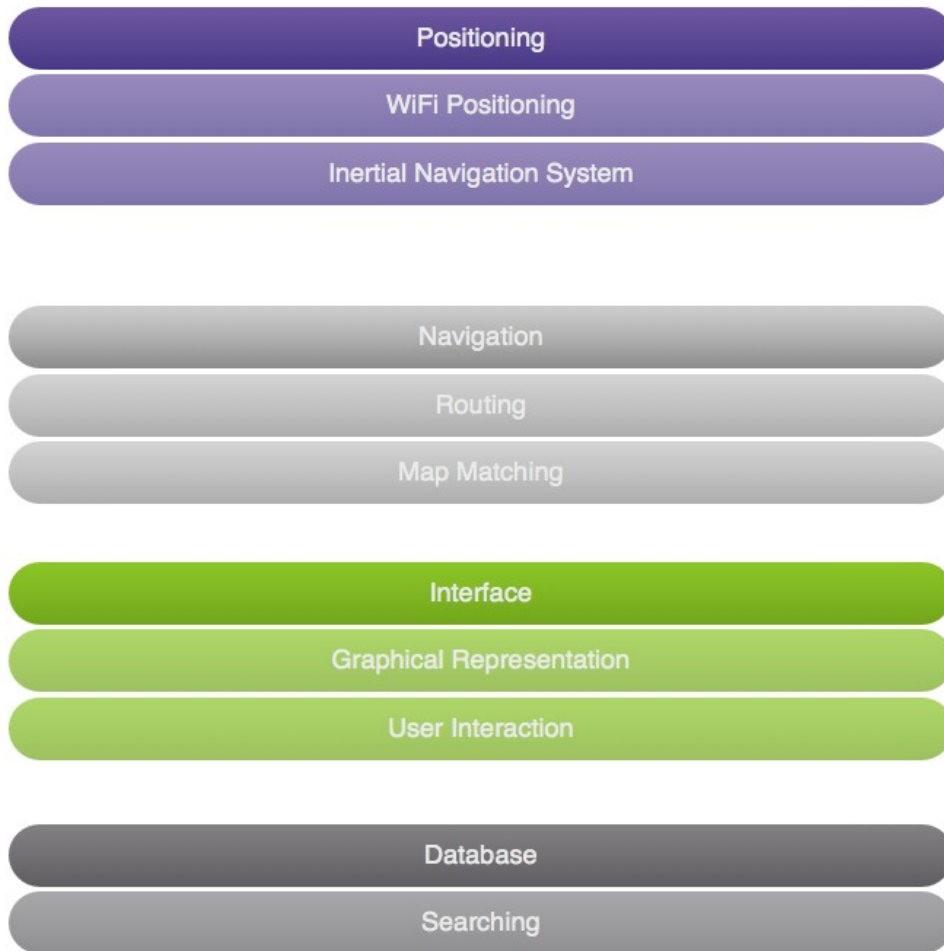 Positioning
WiFi Positioning
Inertial Navigation System
Navigation
Routing
Map Matching
Interface
Graphical Representation
User Interaction
Database
Searching